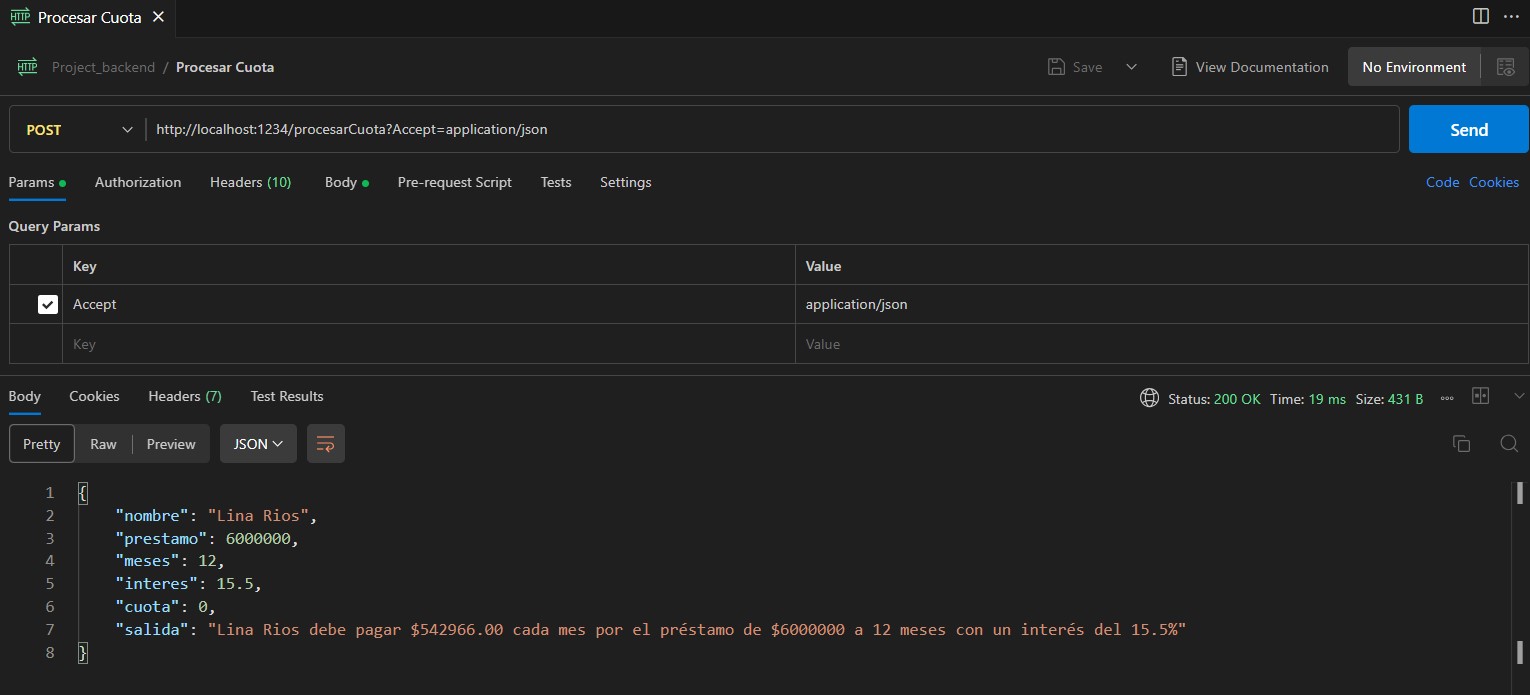 HTTP Procesar Cuota
HTTP Project_backend / Procesar Cuota
Save
View Documentation
No Environment
POST
http://localhost:1234/procesarCuota?Accept=application/json
Send
Params
Authorization
Headers (10)
Body
Pre-request Script
Tests
Settings
Code
Cookies
Query Params
Key
Value
Accept
application/json
Key
Value
Body
Cookies
Headers (7)
Test Results
Status: 200 OK
Time: 19 ms
Size: 431 B
Pretty
Raw
Preview
JSON
1 {
2 "nombre": "Lina Rios",
3 "prestamo": 6000000,
4 "meses": 12,
5 "interes": 15.5,
6 "cuota": 0,
7 "salida": "Lina Rios debe pagar $542966.00 cada mes por el préstamo de $6000000 a 12 meses con un interés del 15.5%"
8 }